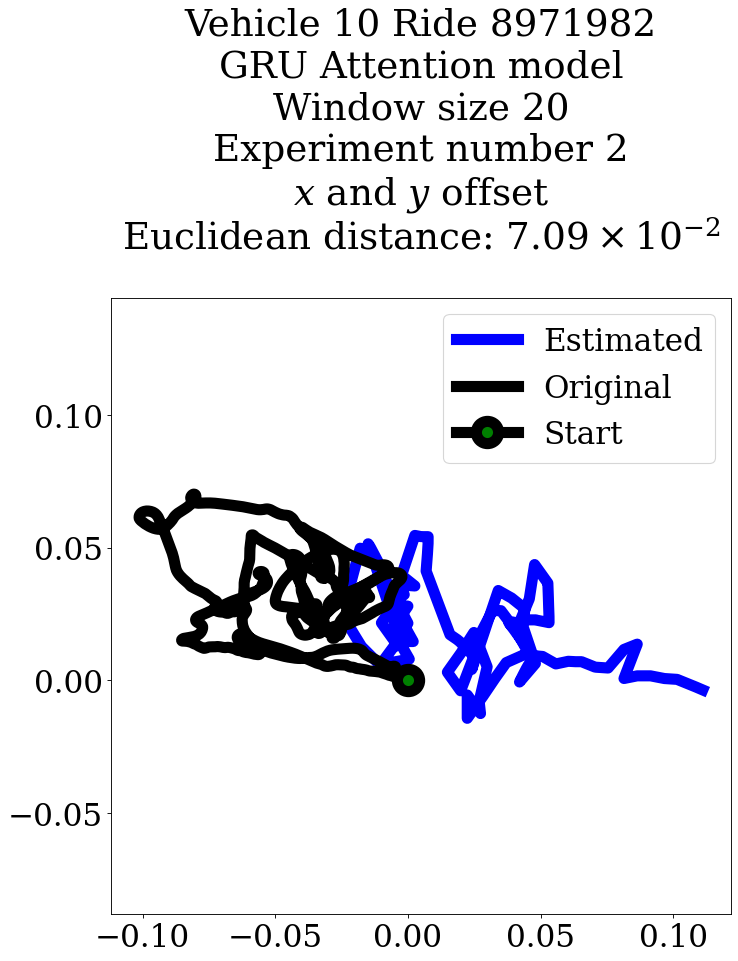 Vehicle 10 Ride 8971982
GRU Attention model
Window size 20
Experiment number 2
x and y offset
Euclidean distance: 7.09 × 10⁻²
Estimated
Original
Start
0.10
0.05
0.00
−0.05
−0.10 −0.05 0.00 0.05 0.10